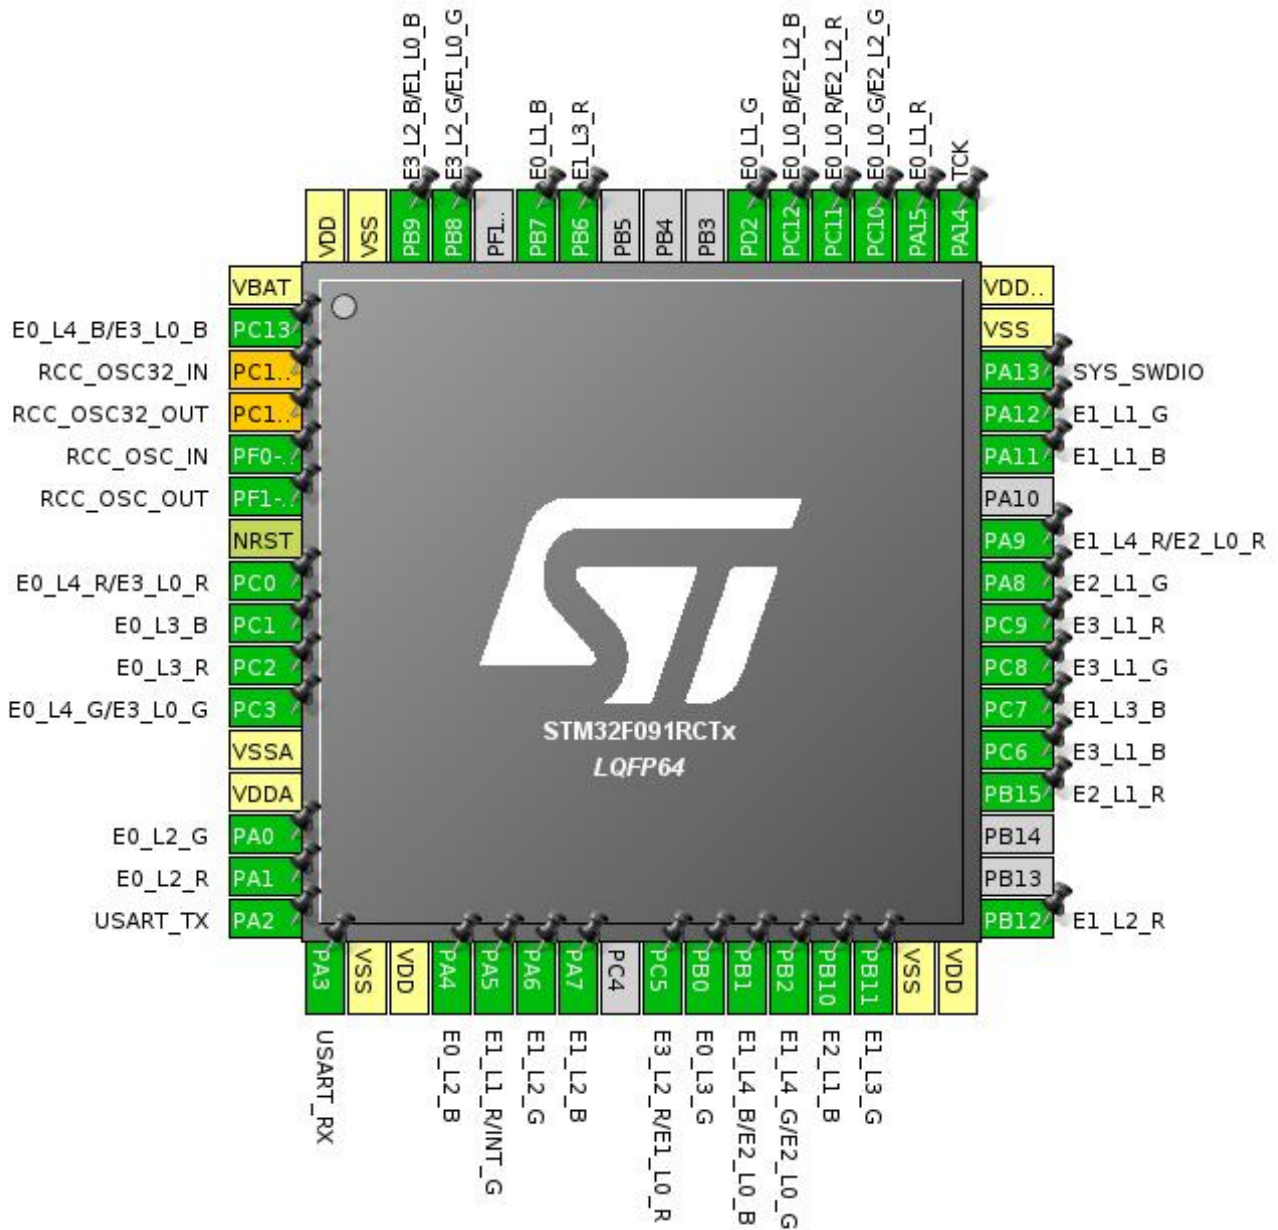 E3_L2_B/E1_L0_B
E3_L2_G/E1_L0_G
E0_L1_B
E1_L3_R
E0_L1_G
E0_L0_B/E2_L2_B
E0_L0_R/E2_L2_R
E0_L0_G/E2_L2_G
E0_L1_R
TCK
VDD
VSS
PB9
PB8
PF1..
PB7
PB6
PB5
PB4
PB3
PD2
PC12
PC11
PC10
PA15
PA14
VBAT
E0_L4_B/E3_L0_B PC13
RCC_OSC32_IN PC1..
RCC_OSC32_OUT PC1..
RCC_OSC_IN PF0-..
RCC_OSC_OUT PF1-..
NRST
E0_L4_R/E3_L0_R PC0
E0_L3_B PC1
E0_L3_R PC2
E0_L4_G/E3_L0_G PC3
VSSA
VDDA
E0_L2_G PA0
E0_L2_R PA1
USART_TX PA2
ST
STM32F091RCTx
LQFP64
VDD..
VSS
PA13 SYS_SWDIO
PA12 E1_L1_G
PA11 E1_L1_B
PA10
PA9 E1_L4_R/E2_L0_R
PA8 E2_L1_G
PC9 E3_L1_R
PC8 E3_L1_G
PC7 E1_L3_B
PC6 E3_L1_B
PB15 E2_L1_R
PB14
PB13
PB12 E1_L2_R
PA3
VSS
VDD
PA4
PA5
PA6
PA7
PC4
PC5
PB0
PB1
PB2
PB10
PB11
VSS
VDD
USART_RX
E0_L2_B
E1_L1_R/INT_G
E1_L2_G
E1_L2_B
E3_L2_R/E1_L0_R
E0_L3_G
E1_L4_B/E2_L0_B
E1_L4_G/E2_L0_G
E2_L1_B
E1_L3_G